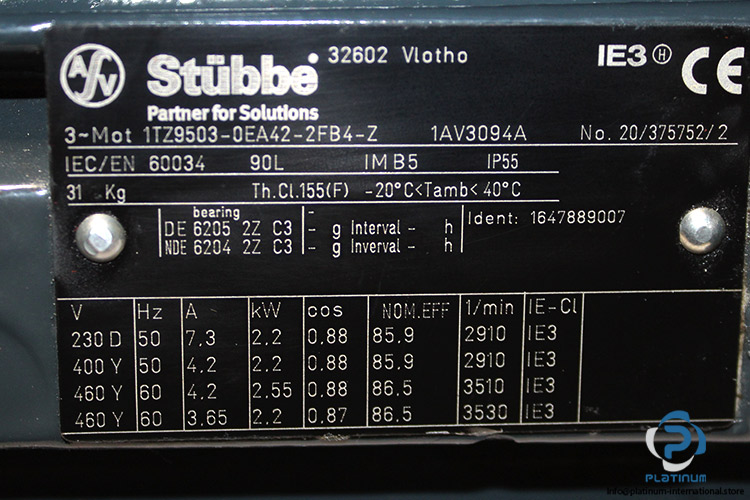 ASV Stübbe 32602 Vlotho IE3 H CE
Partner for Solutions
3~Mot 1TZ9503-0EA42-2FB4-Z 1AV3094A No. 20/375752/2
IEC/EN 60034 90L IM B5 IP55
31 Kg Th.Cl.155(F) -20°C<Tamb<40°C
bearing -
DE 6205 2Z C3 - g Interval - h Ident: 1647889007
NDE 6204 2Z C3 - g Inverval - h
V Hz A kW cos NOM.EFF 1/min IE-Cl
230 D 50 7.3 2.2 0.88 85.9 2910 IE3
400 Y 50 4.2 2.2 0.88 85.9 2910 IE3
460 Y 60 4.2 2.55 0.88 86.5 3510 IE3
460 Y 60 3.65 2.2 0.87 86.5 3530 IE3
PLATINUM
info@platinum-international.store